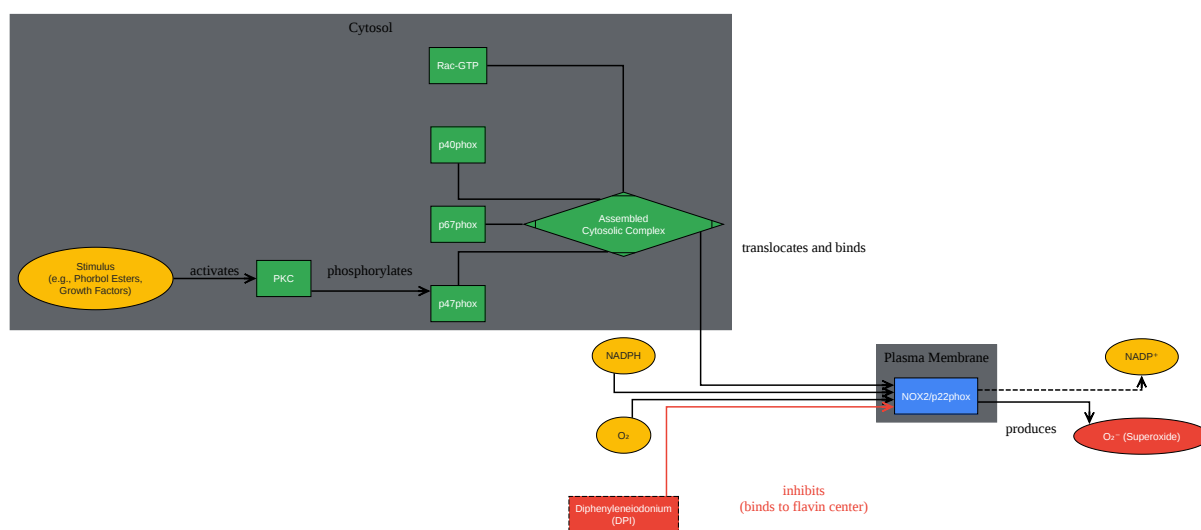 Cytosol
Rac-GTP
p40phox
p67phox
Assembled
Cytosolic Complex
translocates and binds
Stimulus
(e.g., Phorbol Esters,
Growth Factors)
activates
PKC
phosphorylates
p47phox
NADPH
Plasma Membrane
NADP⁺
NOX2/p22phox
O₂
produces
O₂⁻ (Superoxide)
inhibits
(binds to flavin center)
Diphenyleneiodonium
(DPI)